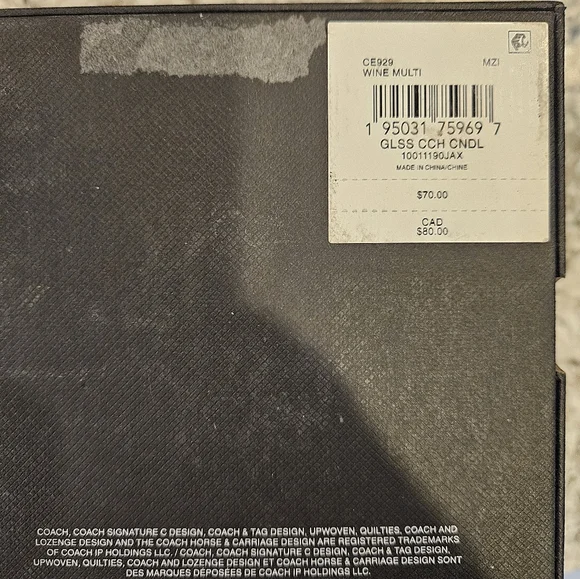 CE929 MZI
WINE MULTI
1 95031 75969 7
GLSS CCH CNDL
10011190JAX
MADE IN CHINA/CHINE
$70.00
CAD
$80.00
COACH, COACH SIGNATURE C DESIGN, COACH & TAG DESIGN, UPWOVEN, QUILTIES, COACH AND
LOZENGE DESIGN AND THE COACH HORSE & CARRIAGE DESIGN ARE REGISTERED TRADEMARKS
OF COACH IP HOLDINGS LLC. / COACH, COACH SIGNATURE C DESIGN, COACH & TAG DESIGN,
UPWOVEN, QUILTIES, COACH AND LOZENGE DESIGN ET COACH HORSE & CARRIAGE DESIGN SONT
DES MARQUES DÉPOSÉES DE COACH IP HOLDINGS LLC.